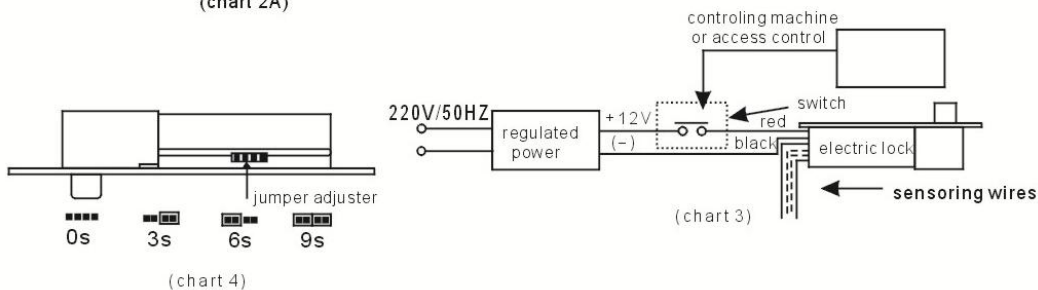 (chart 2A)
controling machine
or access control
220V/50HZ
regulated
power
+12V
(-)
switch
red
black
electric lock
sensoring wires
(chart 3)
jumper adjuster
0s 3s 6s 9s
(chart 4)